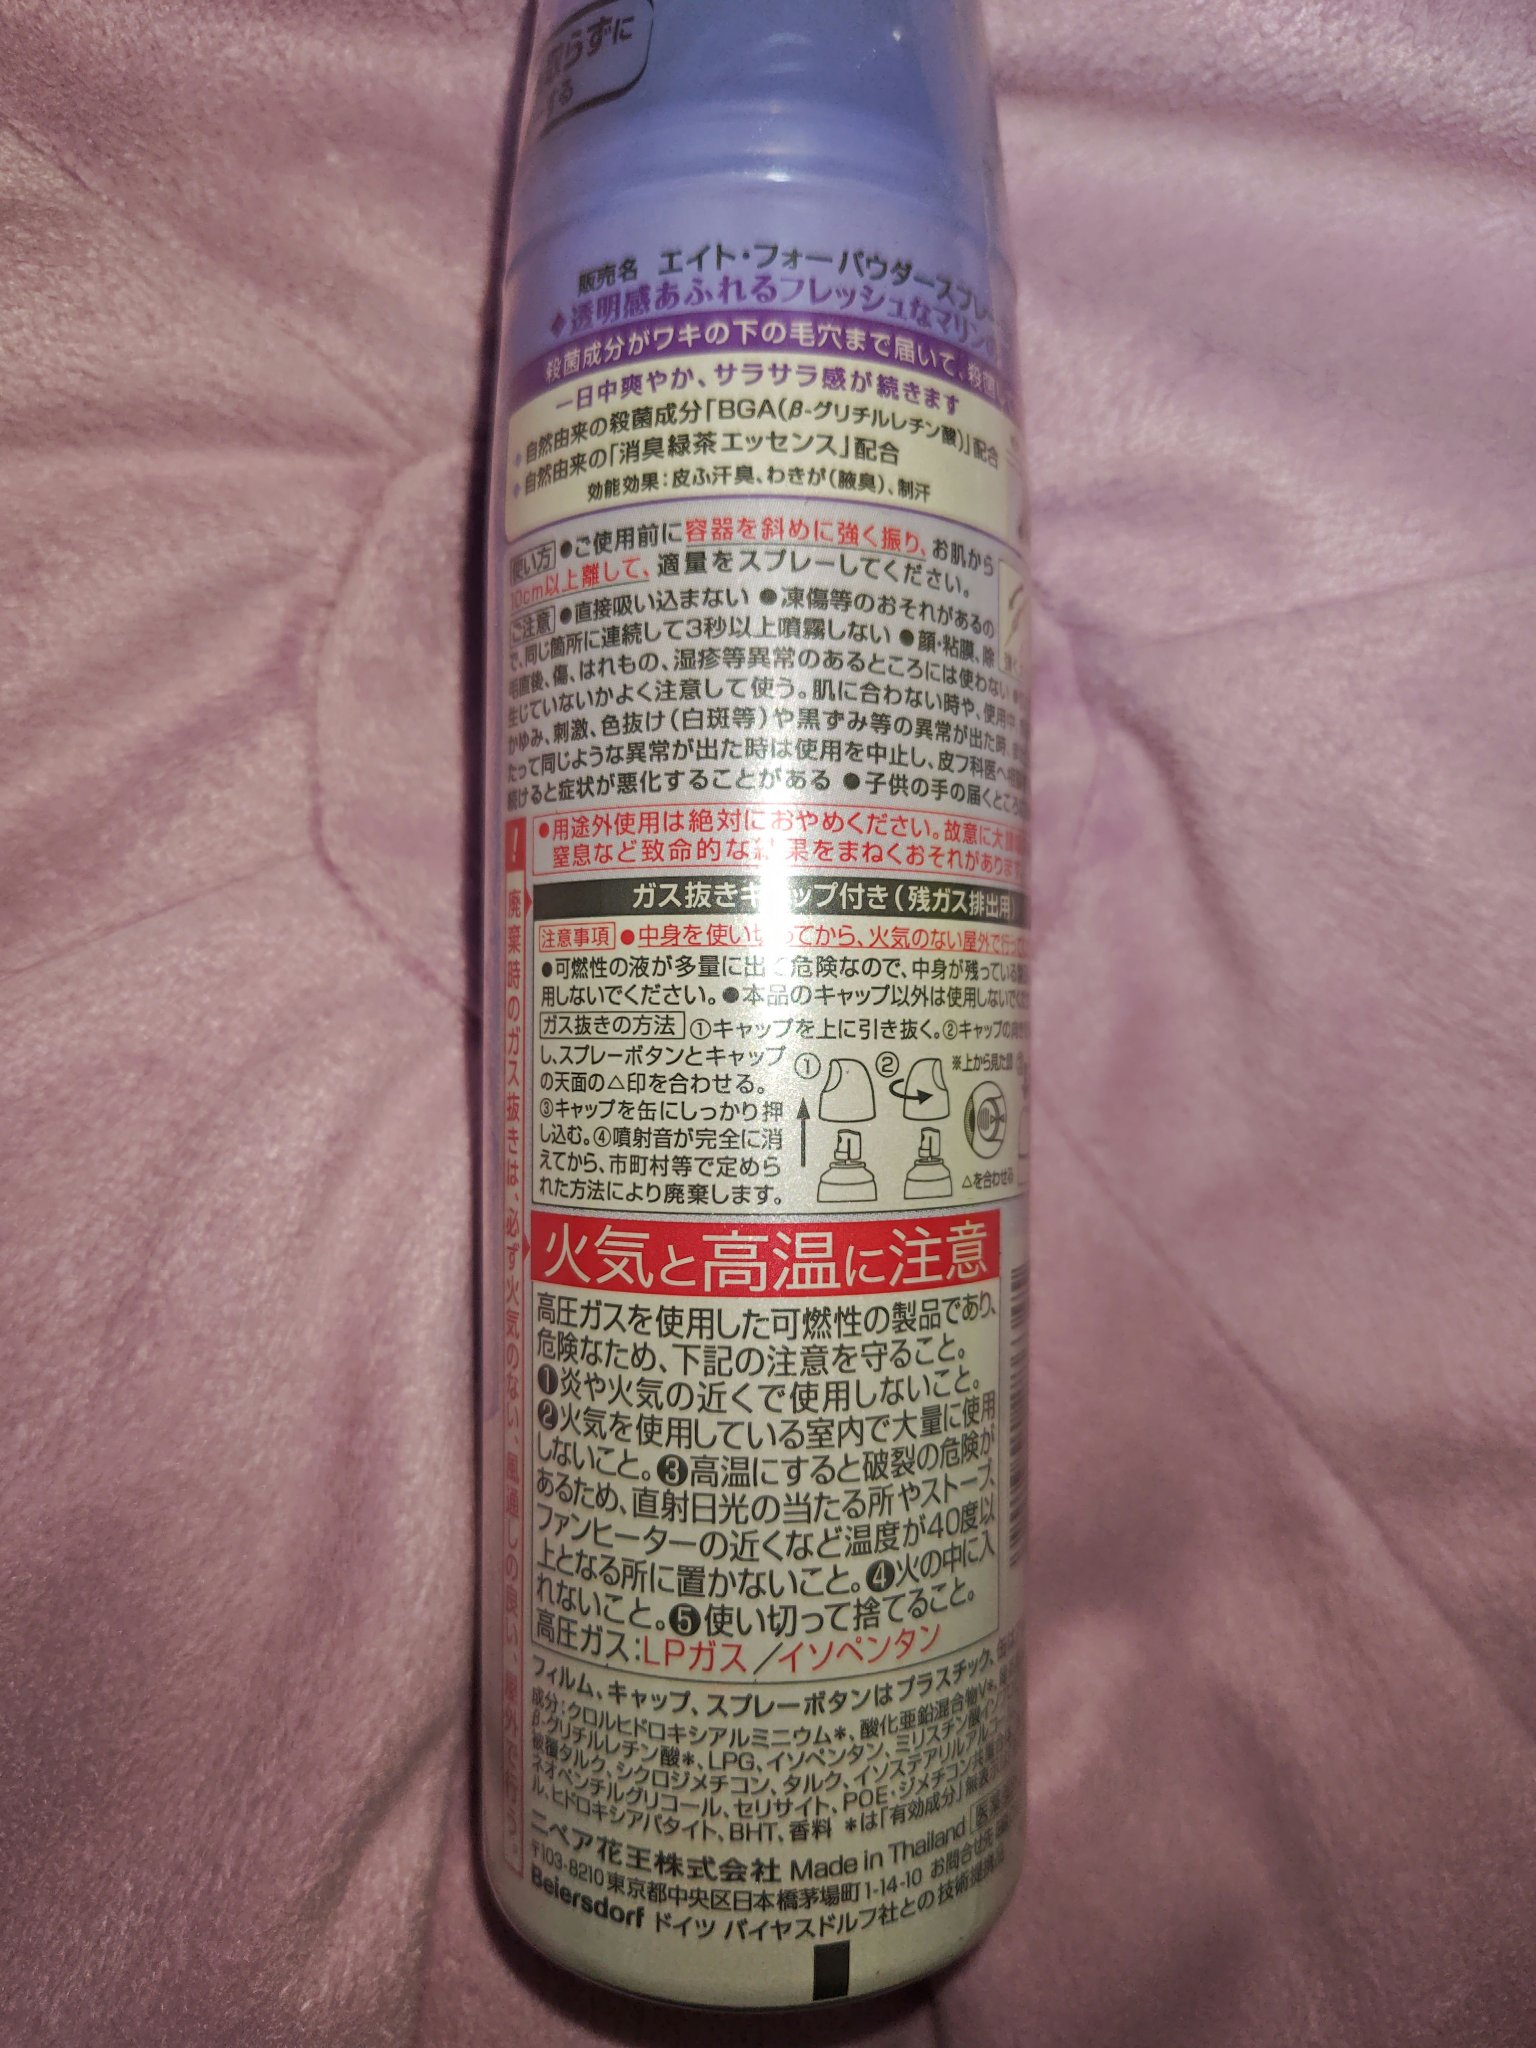 らずに
する
販売名 エイト・フォー パウダースプレー
◆透明感あふれるフレッシュなマリン
殺菌成分がワキの下の毛穴まで届いて、殺菌
一日中爽やか、サラサラ感が続きます
◆自然由来の殺菌成分「BGA(β-グリチルレチン酸)」配合
◆自然由来の「消臭緑茶エッセンス」配合
効能効果:皮ふ汗臭、わきが(腋臭)、制汗
使い方 ●ご使用前に容器を斜めに強く振り、お肌から
10cm以上離して、適量をスプレーしてください。
ご注意 ●直接吸い込まない ●凍傷等のおそれがあるの
で、同じ箇所に連続して3秒以上噴霧しない ●顔・粘膜、除
毛直後、傷、はれもの、湿疹等異常のあるところには使わない
生じていないかよく注意して使う。肌に合わない時や、使用中
かゆみ、刺激、色抜け(白斑等)や黒ずみ等の異常が出た時、
たって同じような異常が出た時は使用を中止し、皮フ科医へ
続けると症状が悪化することがある ●子供の手の届くところ
●用途外使用は絶対におやめください。故意に大
窒息など致命的な結果をまねくおそれがあります
ガス抜きキャップ付き(残ガス排出用)
注意事項 ●中身を使い切ってから、火気のない屋外で行って
●可燃性の液が多量に出て危険なので、中身が残っている
用しないでください。●本品のキャップ以外は使用しないで
ガス抜きの方法 ①キャップを上に引き抜く。②キャップの向き
し、スプレーボタンとキャップ
の天面の△印を合わせる。
③キャップを缶にしっかり押
し込む。④噴射音が完全に消
えてから、市町村等で定めら
れた方法により廃棄します。
① ② ※上から見た図
△を合わせる
! 廃棄時のガス抜きは、必ず火気のない、風通しの良い、屋外で行う。
火気と高温に注意
高圧ガスを使用した可燃性の製品であり、
危険なため、下記の注意を守ること。
❶炎や火気の近くで使用しないこと。
❷火気を使用している室内で大量に使用
しないこと。❸高温にすると破裂の危険が
あるため、直射日光の当たる所やストーブ、
ファンヒーターの近くなど温度が40度以
上となる所に置かないこと。❹火の中に入
れないこと。❺使い切って捨てること。
高圧ガス:LPガス/イソペンタン
フィルム、キャップ、スプレーボタンはプラスチック、
成分:クロルヒドロキシアルミニウム*、酸化亜鉛混合物V*、
β-グリチルレチン酸*、LPG、イソペンタン、ミリスチン酸イソプ
被覆タルク、シクロジメチコン、タルク、イソステアリルアルコー
ネオペンチルグリコール、セリサイト、POE・ジメチコン共重合体
ル、ヒドロキシアパタイト、BHT、香料 *は「有効成分」無表示
ニベア花王株式会社 Made in Thailand 医薬
〒103-8210 東京都中央区日本橋茅場町1-14-10 お問合せ先
Beiersdorf ドイツ バイヤスドルフ社との技術提携品